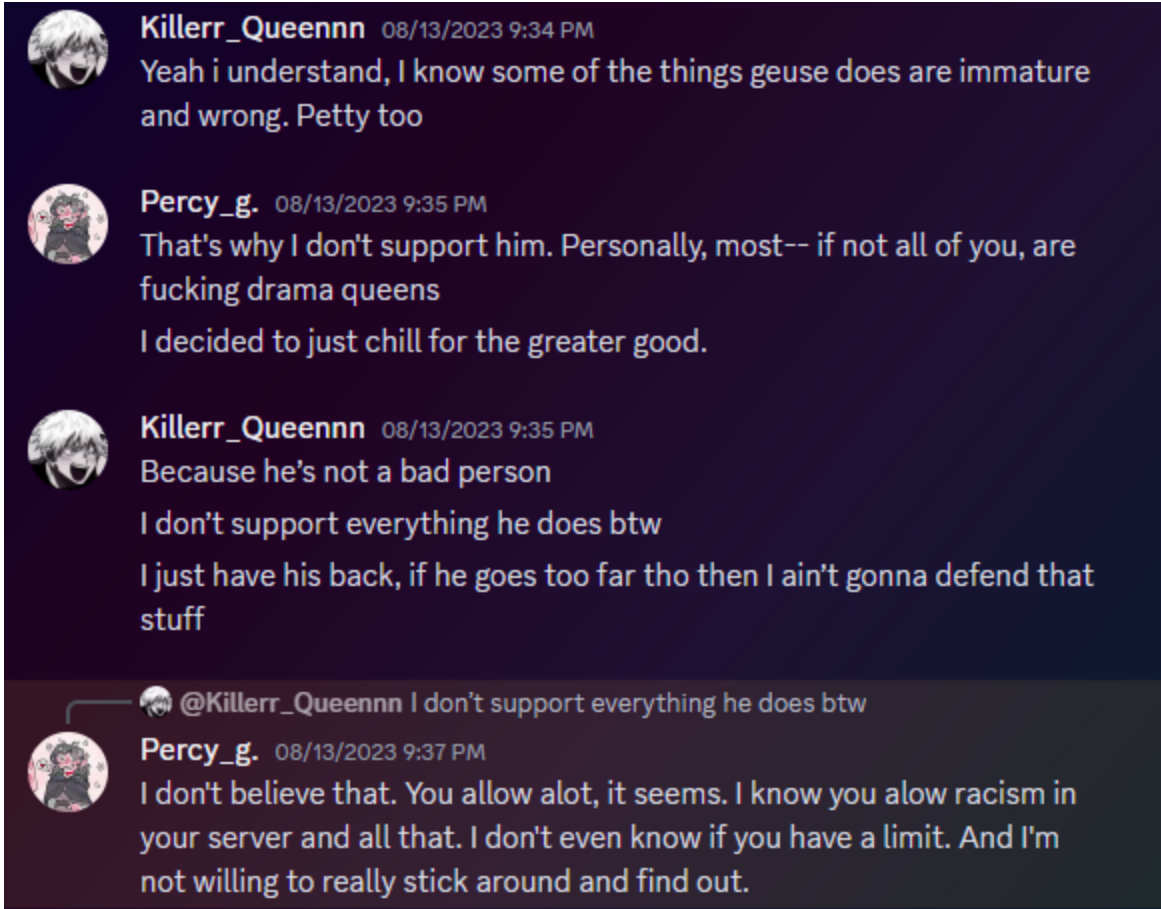 Killerr_Queennn 08/13/2023 9:34 PM
Yeah i understand, I know some of the things geuse does are immature
and wrong. Petty too
Percy_g. 08/13/2023 9:35 PM
That's why I don't support him. Personally, most-- if not all of you, are
fucking drama queens
I decided to just chill for the greater good.
Killerr_Queennn 08/13/2023 9:35 PM
Because he’s not a bad person
I don’t support everything he does btw
I just have his back, if he goes too far tho then I ain’t gonna defend that
stuff
@Killerr_Queennn I don’t support everything he does btw
Percy_g. 08/13/2023 9:37 PM
I don't believe that. You allow alot, it seems. I know you alow racism in
your server and all that. I don't even know if you have a limit. And I'm
not willing to really stick around and find out.